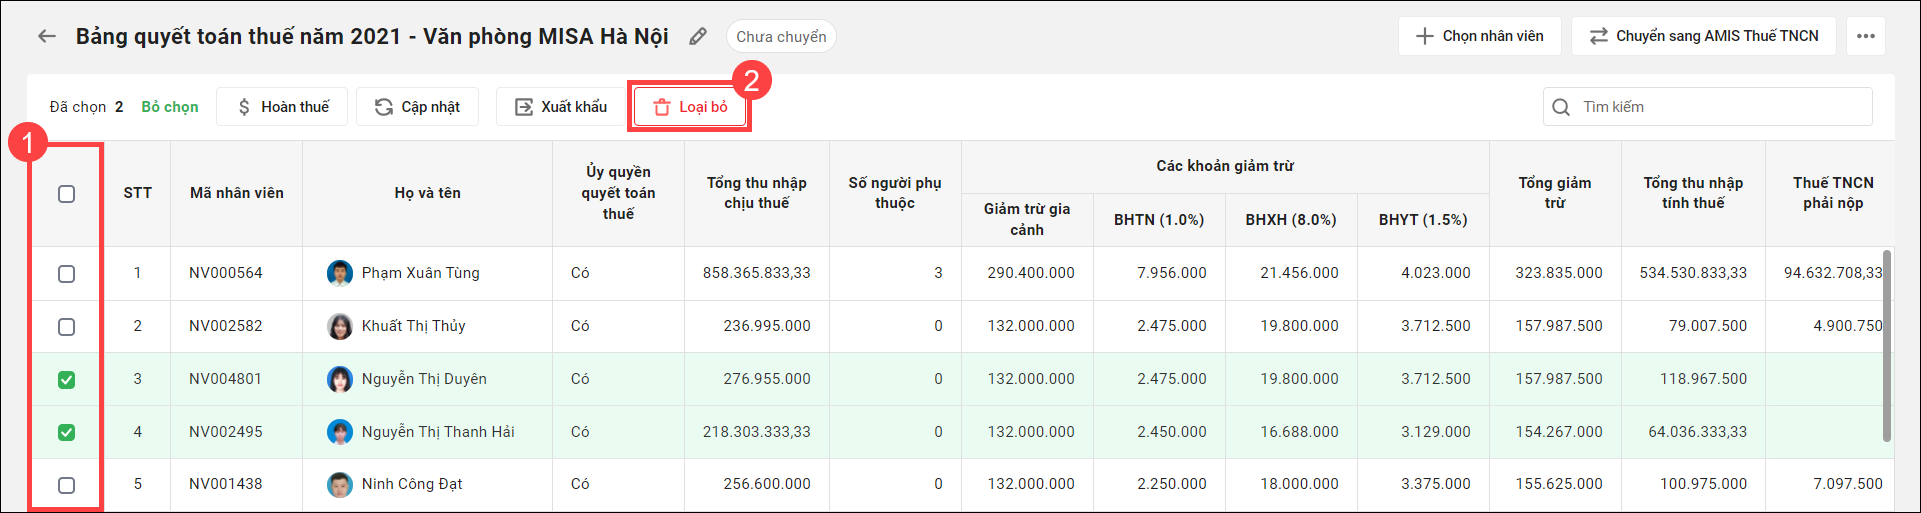 Bảng quyết toán thuế năm 2021 - Văn phòng MISA Hà Nội Chưa chuyển Chọn nhân viên Chuyển sang AMIS Thuế TNCN
2
Đã chọn 2 Bỏ chọn Hoàn thuế Cập nhật Xuất khẩu Loại bỏ Tìm kiếm
1
STT Mã nhân viên Họ và tên Ủy quyền quyết toán thuế Tổng thu nhập chịu thuế Số người phụ thuộc Các khoản giảm trừ Tổng giảm trừ Tổng thu nhập tính thuế Thuế TNCN phải nộp
Giảm trừ gia cảnh BHTN (1.0%) BHXH (8.0%) BHYT (1.5%)
1 NV000564 Phạm Xuân Tùng Có 858.365.833,33 3 290.400.000 7.956.000 21.456.000 4.023.000 323.835.000 534.530.833,33 94.632.708,33
2 NV002582 Khuất Thị Thủy Có 236.995.000 0 132.000.000 2.475.000 19.800.000 3.712.500 157.987.500 79.007.500 4.900.750
3 NV004801 Nguyễn Thị Duyên Có 276.955.000 0 132.000.000 2.475.000 19.800.000 3.712.500 157.987.500 118.967.500
4 NV002495 Nguyễn Thị Thanh Hải Có 218.303.333,33 0 132.000.000 2.450.000 16.688.000 3.129.000 154.267.000 64.036.333,33
5 NV001438 Ninh Công Đạt Có 256.600.000 0 132.000.000 2.250.000 18.000.000 3.375.000 155.625.000 100.975.000 7.097.500